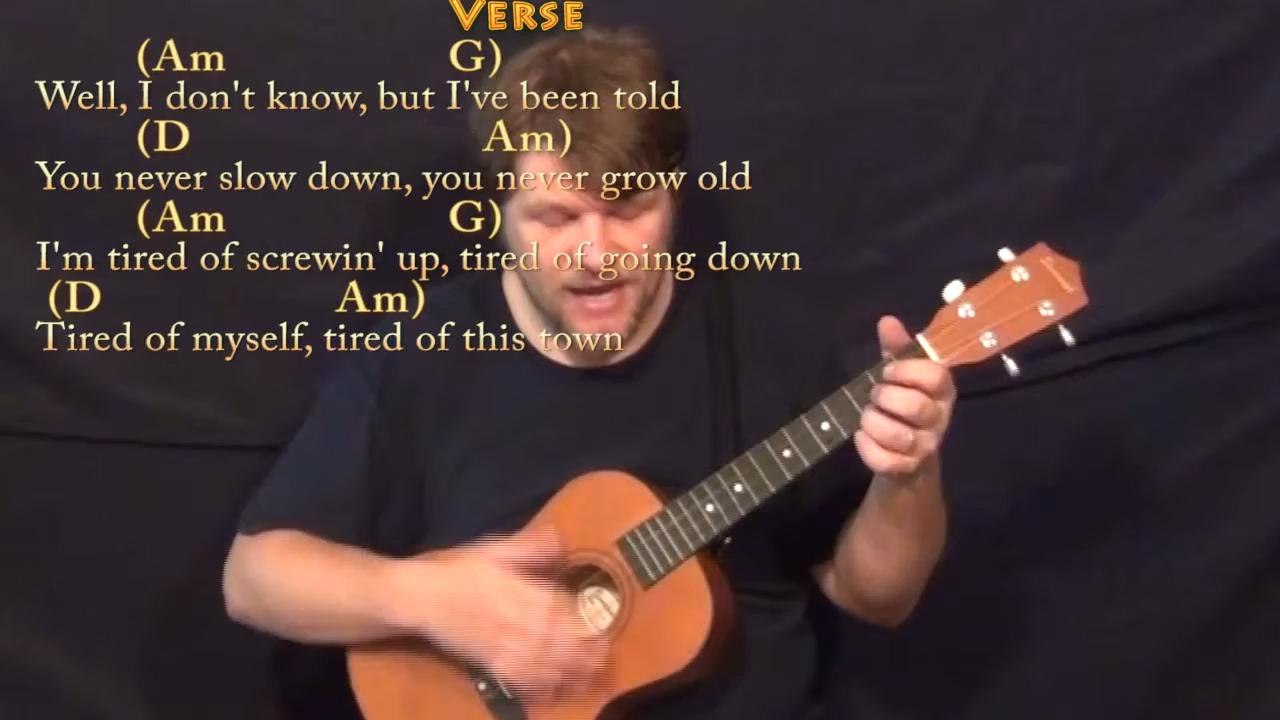 VERSE
(Am G)
Well, I don't know, but I've been told
(D Am)
You never slow down, you never grow old
(Am G)
I'm tired of screwin' up, tired of going down
(D Am)
Tired of myself, tired of this town